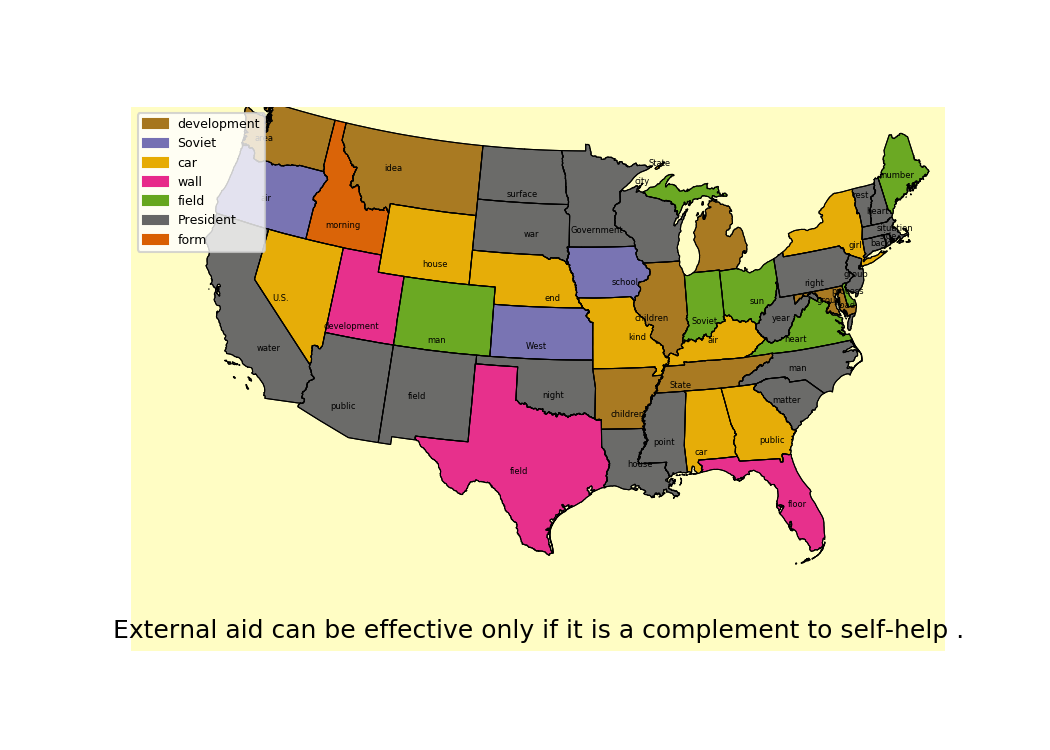 development
Soviet
car
wall
field
President
form
area
air
morning
idea
surface
State
city
number
rest
heart
situation
war
Government
girl
back
house
U.S.
end
school
right
group
sun
children
Soviet
year
development
man
West
kind
air
heart
water
State
man
public
field
night
children
matter
point
car
public
house
field
floor
External aid can be effective only if it is a complement to self-help .